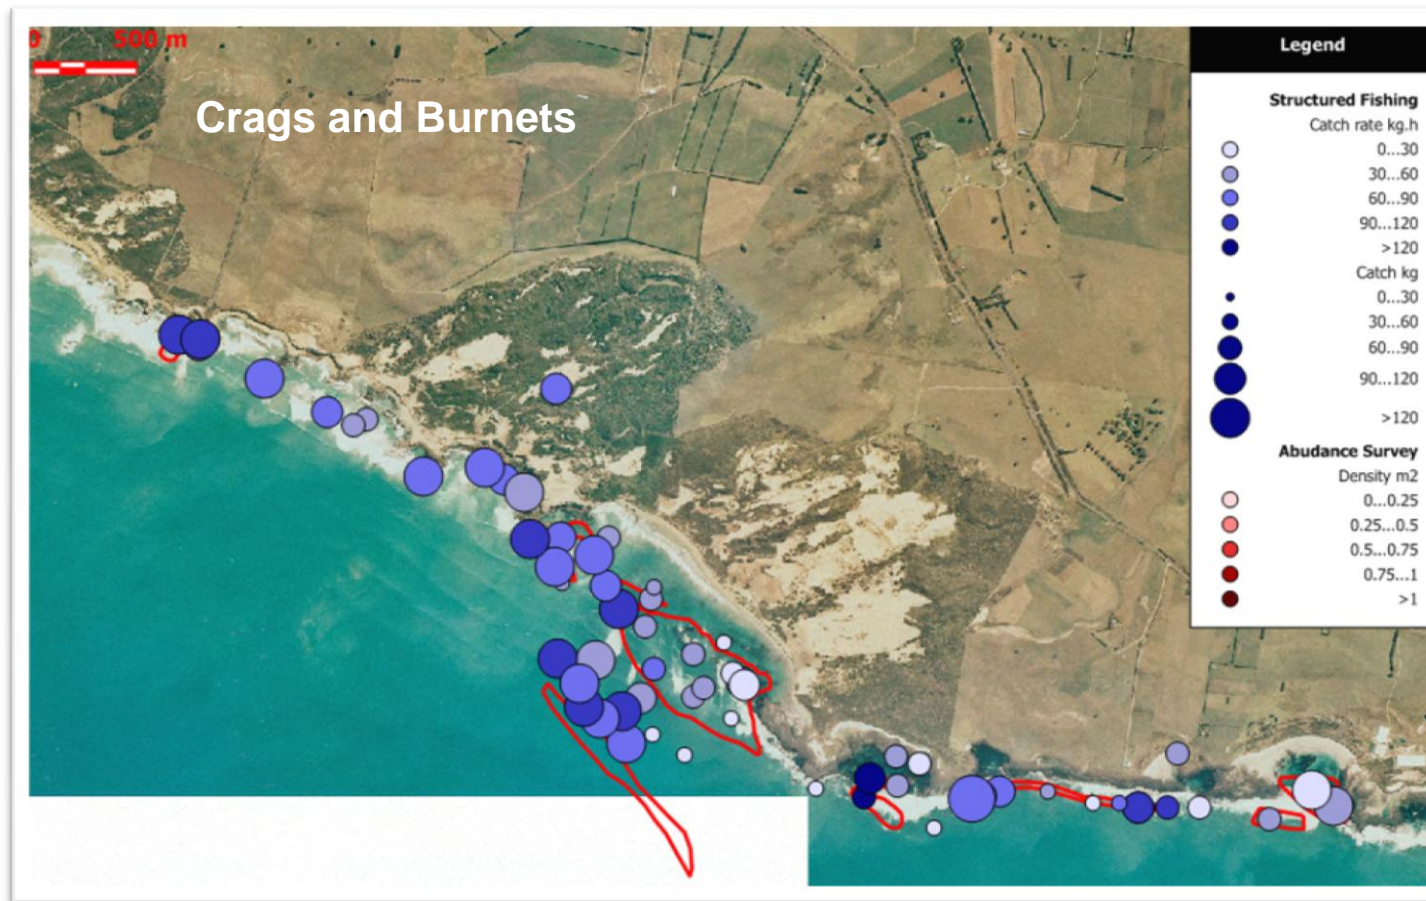 0 500 m
Crags and Burnets
Legend
Structured Fishing
Catch rate kg.h
0...30
30...60
60...90
90...120
>120
Catch kg
0...30
30...60
60...90
90...120
>120
Abudance Survey
Density m2
0...0.25
0.25...0.5
0.5...0.75
0.75...1
>1